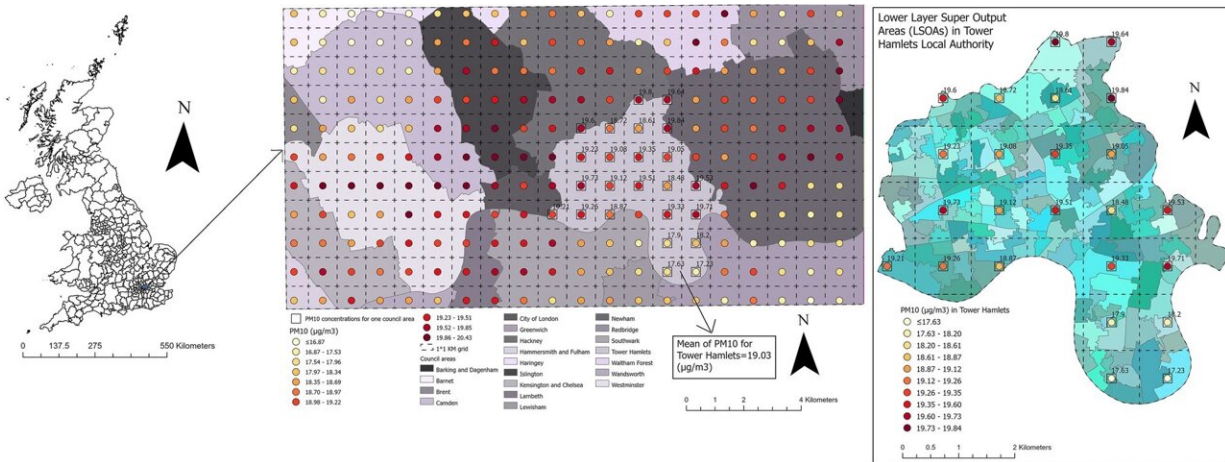 N
0
137.5
275
550 Kilometers
19.8
19.64
19.6
18.72
18.61
19.84
19.23
19.08
19.35
19.05
19.73
19.12
19.51
18.48
19.53
19.21
19.26
18.87
19.33
19.71
17.9
18.2
17.63
17.23
PM10 concentrations for one council area
PM10 (µg/m3)
≤16.87
16.87 - 17.53
17.54 - 17.96
17.97 - 18.34
18.35 - 18.69
18.70 - 18.97
18.98 - 19.22
19.23 - 19.51
19.52 - 19.85
19.86 - 20.43
1*1 KM grid
Council areas
Barking and Dagenham
Barnet
Brent
Camden
City of London
Greenwich
Hackney
Hammersmith and Fulham
Haringey
Islington
Kensington and Chelsea
Lambeth
Lewisham
Newham
Redbridge
Southwark
Tower Hamlets
Waltham Forest
Wandsworth
Westminster
Mean of PM10 for
Tower Hamlets=19.03
(µg/m3)
N
0
1
2
4 Kilometers
Lower Layer Super Output
Areas (LSOAs) in Tower
Hamlets Local Authority
N
19.8
19.64
19.6
18.72
18.61
19.84
19.23
19.08
19.35
19.05
19.73
19.12
19.51
18.48
19.53
19.21
19.26
18.87
19.33
19.71
17.9
18.2
17.63
17.23
PM10 (µg/m3) in Tower Hamlets
≤17.63
17.63 - 18.20
18.20 - 18.61
18.61 - 18.87
18.87 - 19.12
19.12 - 19.26
19.26 - 19.35
19.35 - 19.60
19.60 - 19.73
19.73 - 19.84
0
0.5
1
2 Kilometers